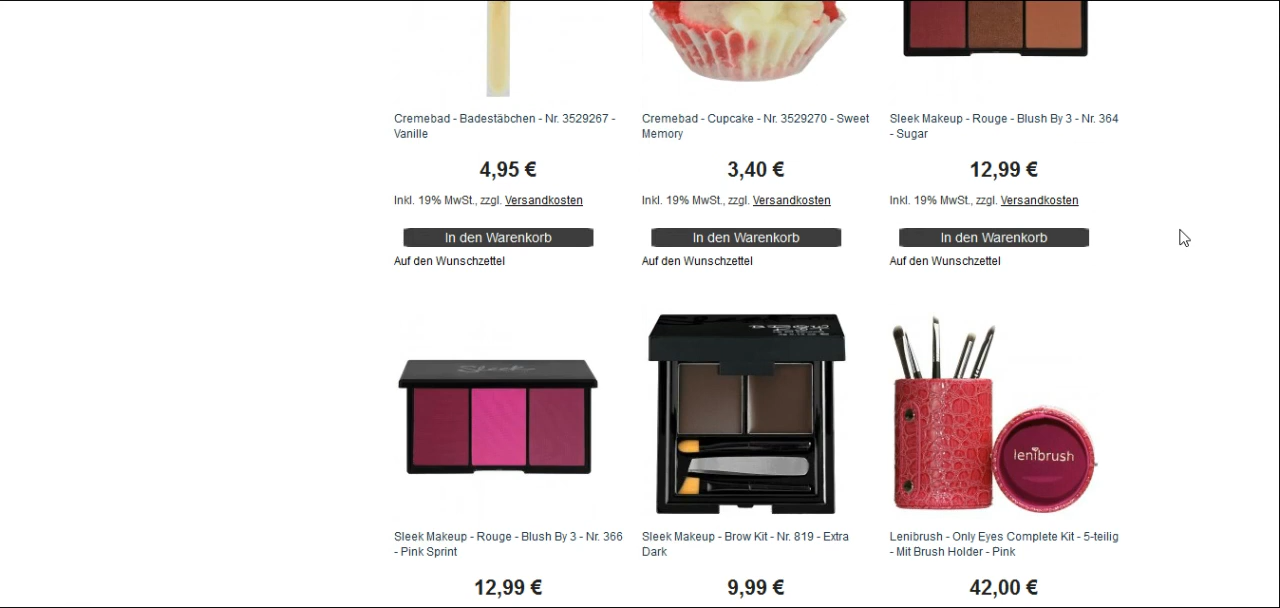 Cremebad - Badestäbchen - Nr. 3529267 -
Vanille
4,95 €
Inkl. 19% MwSt., zzgl. Versandkosten
In den Warenkorb
Auf den Wunschzettel
Cremebad - Cupcake - Nr. 3529270 - Sweet
Memory
3,40 €
Inkl. 19% MwSt., zzgl. Versandkosten
In den Warenkorb
Auf den Wunschzettel
Sleek Makeup - Rouge - Blush By 3 - Nr. 364
- Sugar
12,99 €
Inkl. 19% MwSt., zzgl. Versandkosten
In den Warenkorb
Auf den Wunschzettel
Sleek
Sleek Makeup - Rouge - Blush By 3 - Nr. 366
- Pink Sprint
12,99 €
Sleek Makeup - Brow Kit - Nr. 819 - Extra
Dark
9,99 €
lenibrush
Lenibrush - Only Eyes Complete Kit - 5-teilig
- Mit Brush Holder - Pink
42,00 €